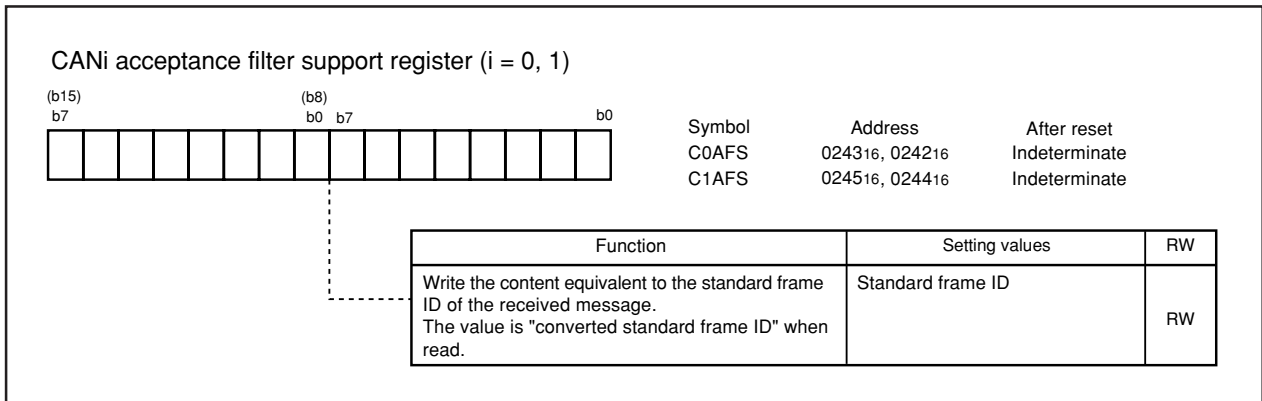 CANi acceptance filter support register (i = 0, 1)
(b15) (b8)
b7 b0 b7 b0
Symbol Address After reset
C0AFS 024316, 024216 Indeterminate
C1AFS 024516, 024416 Indeterminate
Function Setting values RW
Write the content equivalent to the standard frame Standard frame ID
ID of the received message.
The value is "converted standard frame ID" when RW
read.